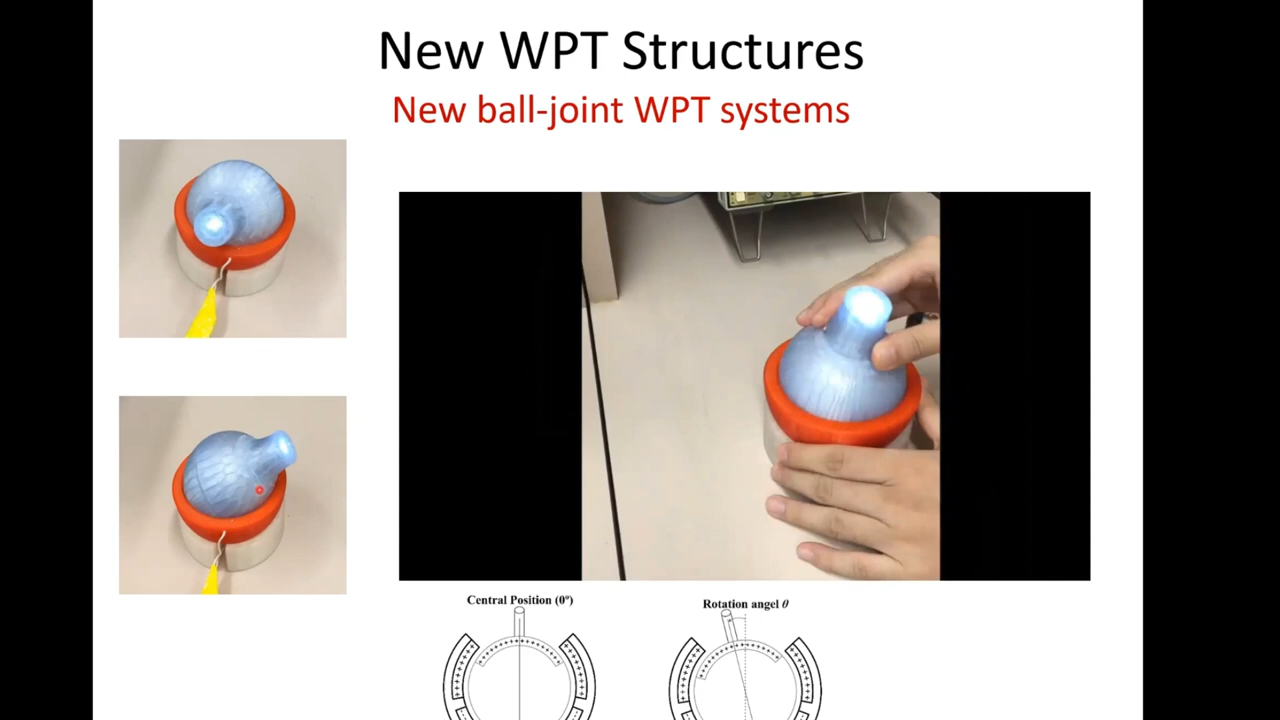 New WPT Structures
New ball-joint WPT systems
Central Position (0°)
Rotation angel θ